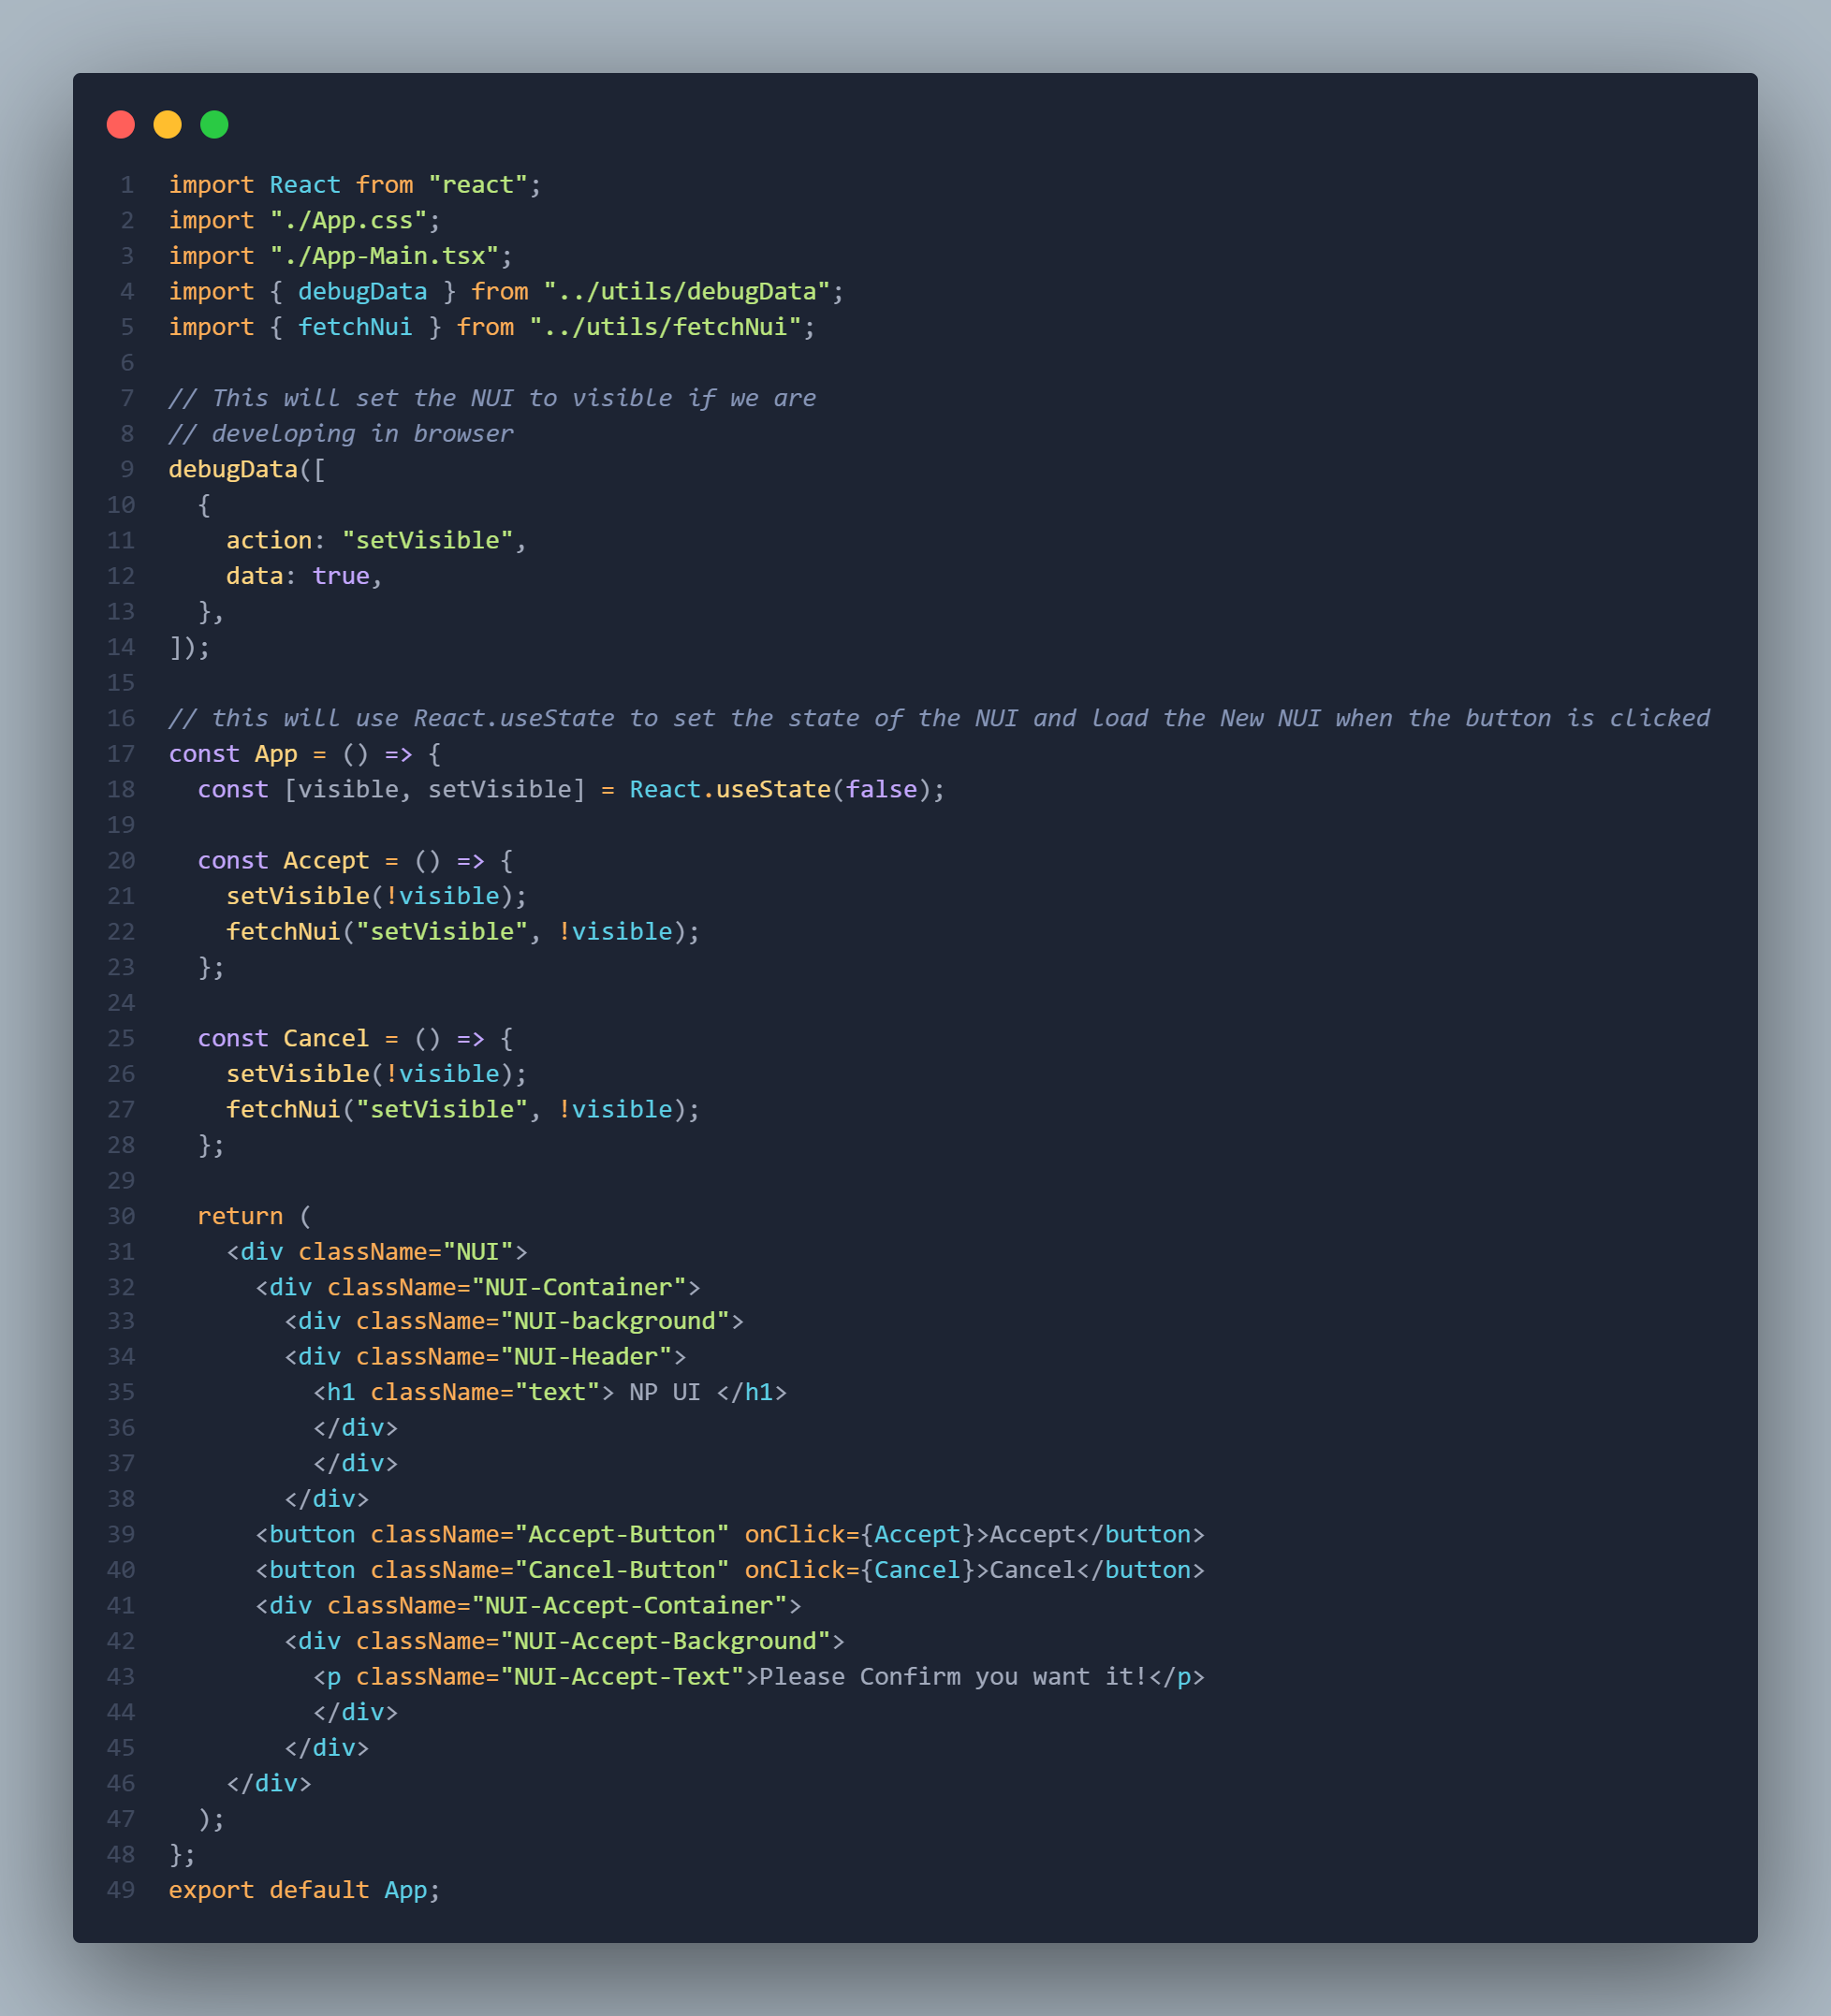 1 import React from "react";
2 import "./App.css";
3 import "./App-Main.tsx";
4 import { debugData } from "../utils/debugData";
5 import { fetchNui } from "../utils/fetchNui";
6
7 // This will set the NUI to visible if we are
8 // developing in browser
9 debugData([
10   {
11     action: "setVisible",
12     data: true,
13   },
14 ]);
15
16 // this will use React.useState to set the state of the NUI and load the New NUI when the button is clicked
17 const App = () => {
18   const [visible, setVisible] = React.useState(false);
19
20   const Accept = () => {
21     setVisible(!visible);
22     fetchNui("setVisible", !visible);
23   };
24
25   const Cancel = () => {
26     setVisible(!visible);
27     fetchNui("setVisible", !visible);
28   };
29
30   return (
31     <div className="NUI">
32       <div className="NUI-Container">
33         <div className="NUI-background">
34         <div className="NUI-Header">
35           <h1 className="text"> NP UI </h1>
36           </div>
37           </div>
38         </div>
39       <button className="Accept-Button" onClick={Accept}>Accept</button>
40       <button className="Cancel-Button" onClick={Cancel}>Cancel</button>
41       <div className="NUI-Accept-Container">
42         <div className="NUI-Accept-Background">
43           <p className="NUI-Accept-Text">Please Confirm you want it!</p>
44           </div>
45         </div>
46     </div>
47   );
48 };
49 export default App;